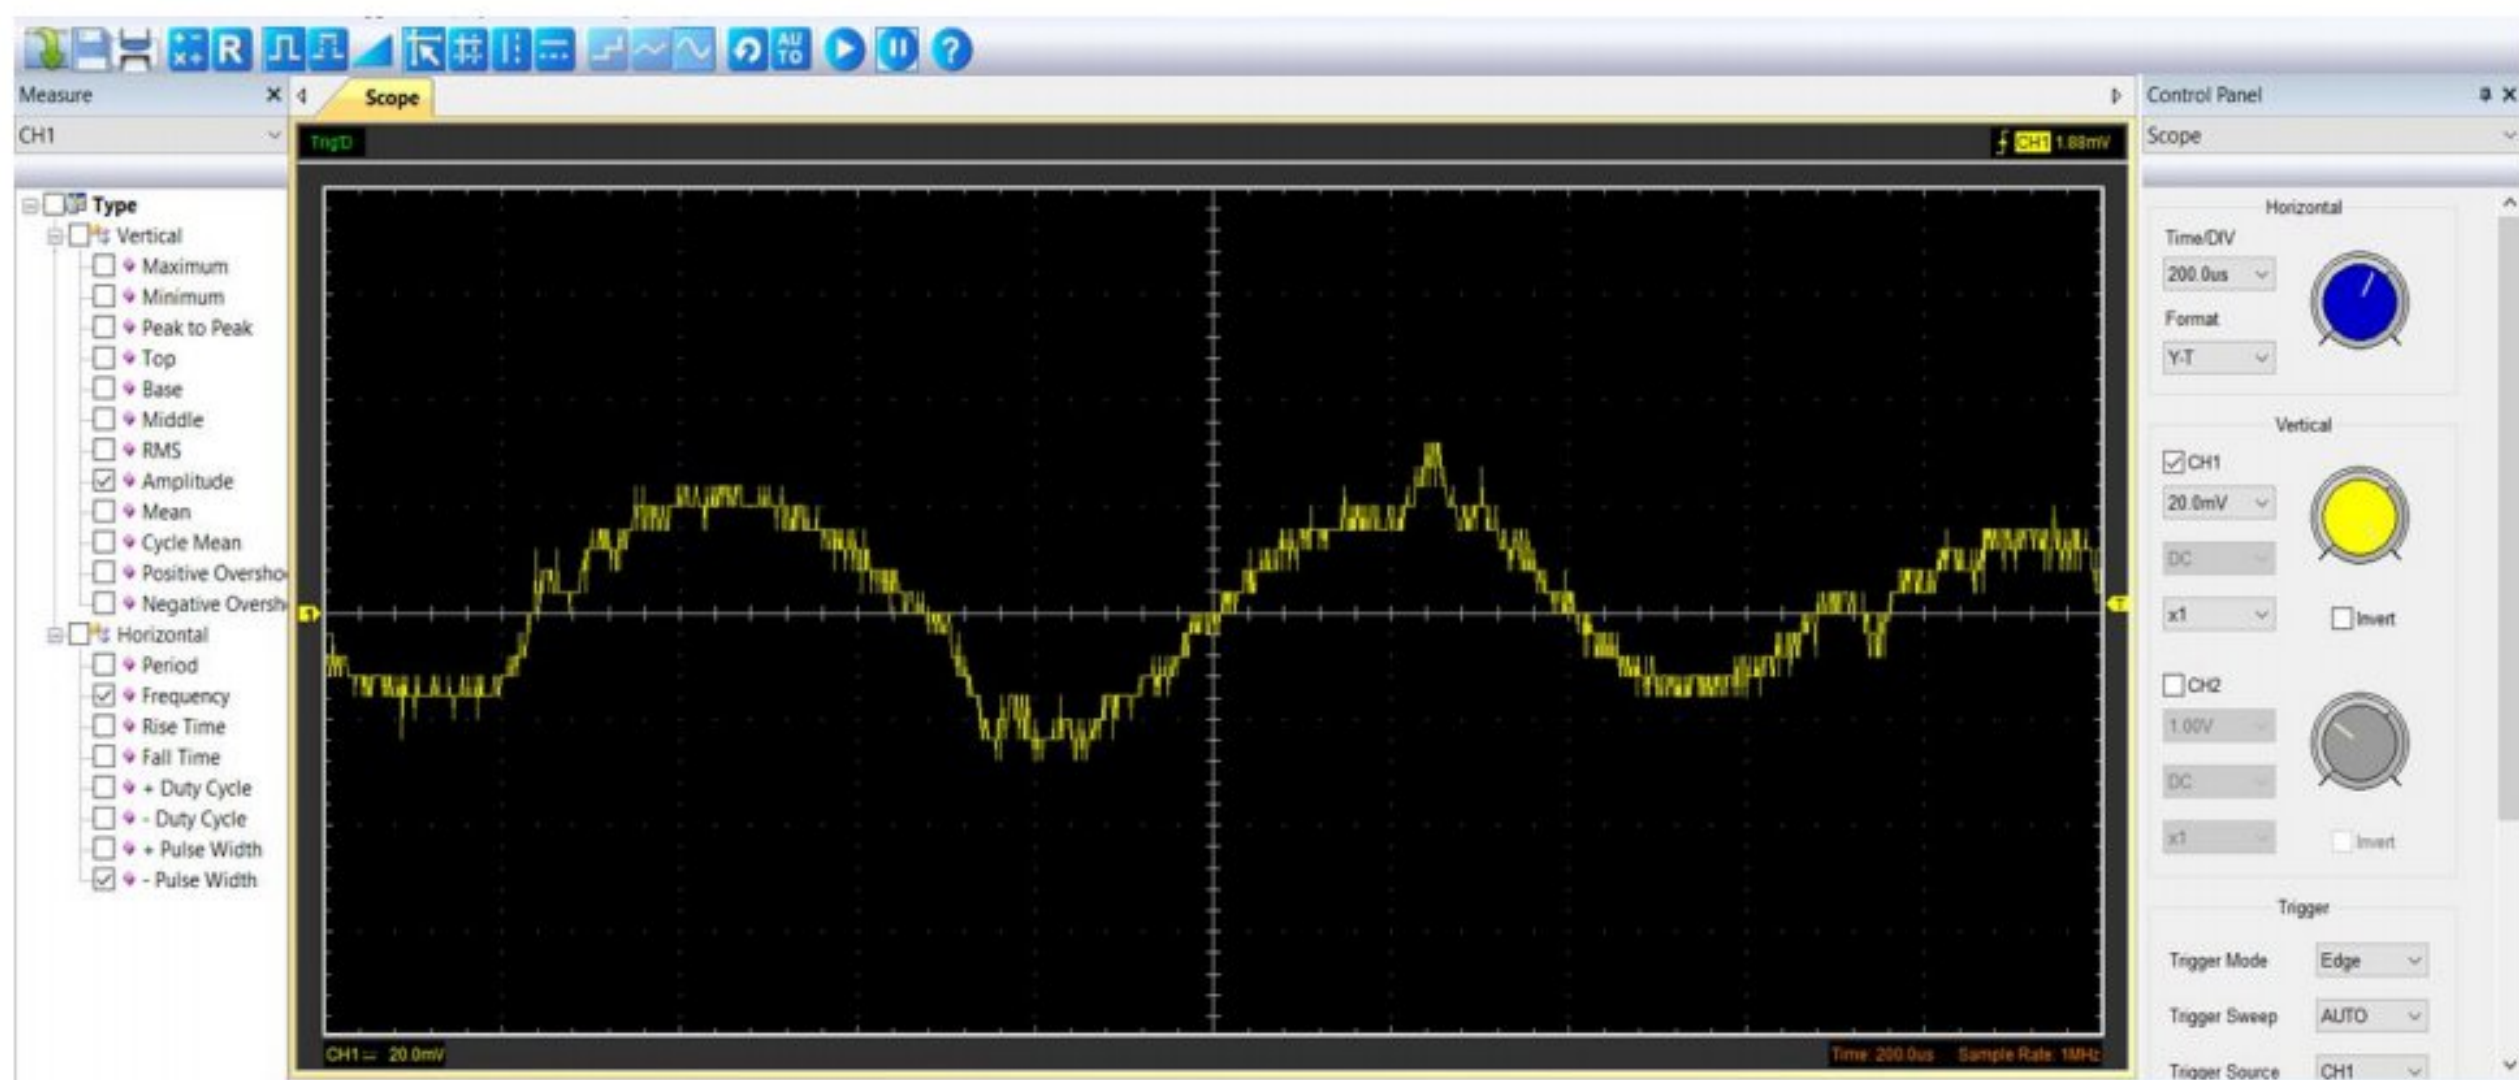 R
AU
TO
?
Measure
CH1
Scope
Trig'D
CH1 1.88mV
Type
Vertical
Maximum
Minimum
Peak to Peak
Top
Base
Middle
RMS
Amplitude
Mean
Cycle Mean
Positive Oversho
Negative Oversh
Horizontal
Period
Frequency
Rise Time
Fall Time
+ Duty Cycle
- Duty Cycle
+ Pulse Width
- Pulse Width
1
T
CH1 20.0mV
Time: 200.0us Sample Rate: 1MHz
Control Panel
Scope
Horizontal
Time/DIV
200.0us
Format
Y-T
Vertical
CH1
20.0mV
DC
x1
Invert
CH2
1.00V
DC
x1
Invert
Trigger
Trigger Mode Edge
Trigger Sweep AUTO
Trigger Source CH1